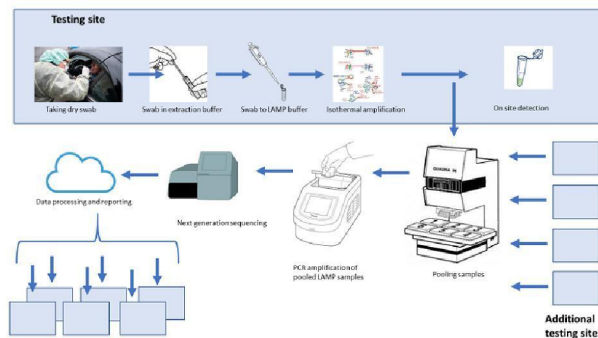 Testing site
Taking dry swab
Swab in extraction buffer
Swab to LAMP buffer
Isothermal amplification
On site detection
QUADRA
Data processing and reporting
Next generation sequencing
PCR amplification of
pooled LAMP samples
Pooling samples
Additional
testing site